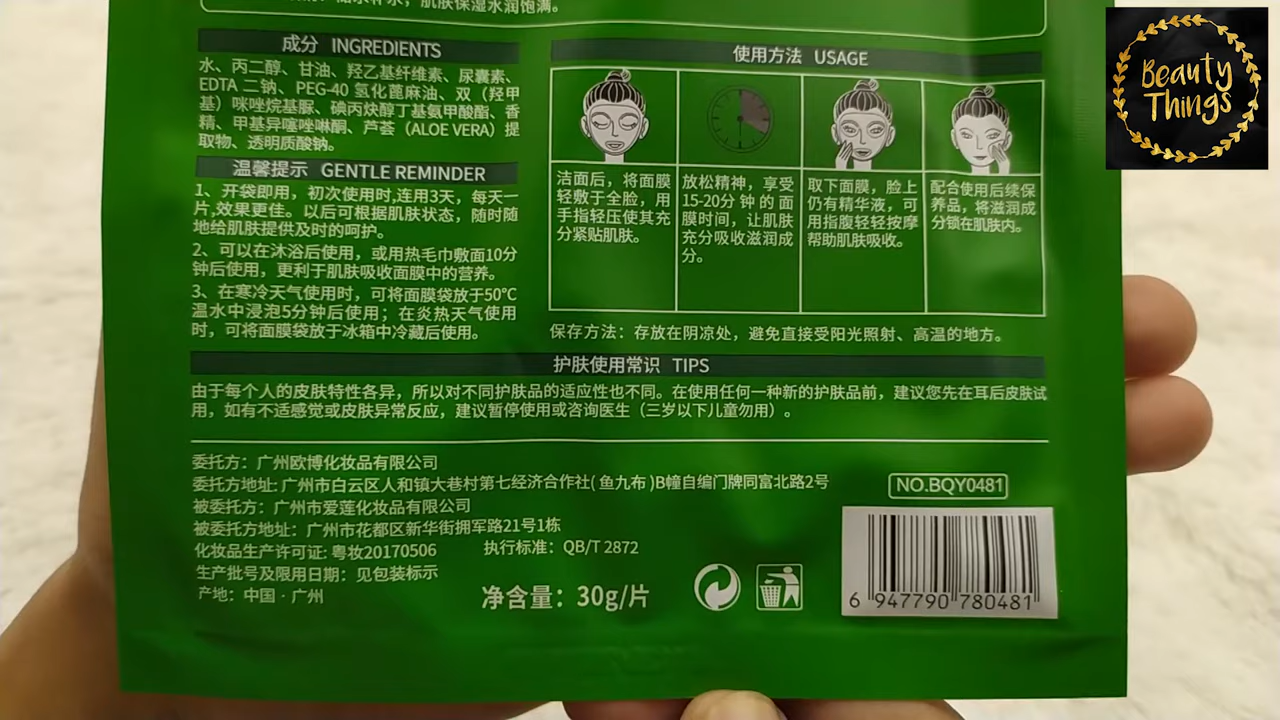 肌肤保湿水润饱满。
成分 INGREDIENTS
水、丙二醇、甘油、羟乙基纤维素、尿囊素、
EDTA 二钠、PEG-40 氢化蓖麻油、双（羟甲
基）咪唑烷基脲、碘丙炔醇丁基氨甲酸酯、香
精、甲基异噻唑啉酮、芦荟（ALOE VERA）提
取物、透明质酸钠。
温馨提示 GENTLE REMINDER
1、开袋即用，初次使用时,连用3天，每天一
片,效果更佳。以后可根据肌肤状态，随时随
地给肌肤提供及时的呵护。
2、可以在沐浴后使用，或用热毛巾敷面10分
钟后使用，更利于肌肤吸收面膜中的营养。
3、在寒冷天气使用时，可将面膜袋放于50℃
温水中浸泡5分钟后使用；在炎热天气使用
时，可将面膜袋放于冰箱中冷藏后使用。
使用方法 USAGE
洁面后，将面膜
轻敷于全脸，用
手指轻压使其充
分紧贴肌肤。
放松精神，享受
15-20分钟的面
膜时间，让肌肤
充分吸收滋润成
分。
取下面膜，脸上
仍有精华液，可
用指腹轻轻按摩
帮助肌肤吸收。
配合使用后续保
养品，将滋润成
分锁在肌肤内。
保存方法：存放在阴凉处，避免直接受阳光照射、高温的地方。
护肤使用常识 TIPS
由于每个人的皮肤特性各异，所以对不同护肤品的适应性也不同。在使用任何一种新的护肤品前，建议您先在耳后皮肤试
用，如有不适感觉或皮肤异常反应，建议暂停使用或咨询医生（三岁以下儿童勿用）。
委托方：广州欧博化妆品有限公司
委托方地址: 广州市白云区人和镇大巷村第七经济合作社( 鱼九布 )B幢自编门牌同富北路2号
被委托方：广州市爱莲化妆品有限公司
被委托方地址：广州市花都区新华街拥军路21号1栋
化妆品生产许可证: 粤妆20170506 执行标准：QB/T 2872
生产批号及限用日期：见包装标示
产地：中国 · 广州
净含量：30g/片
NO.BQY0481
6 947790 780481
Beauty
Things